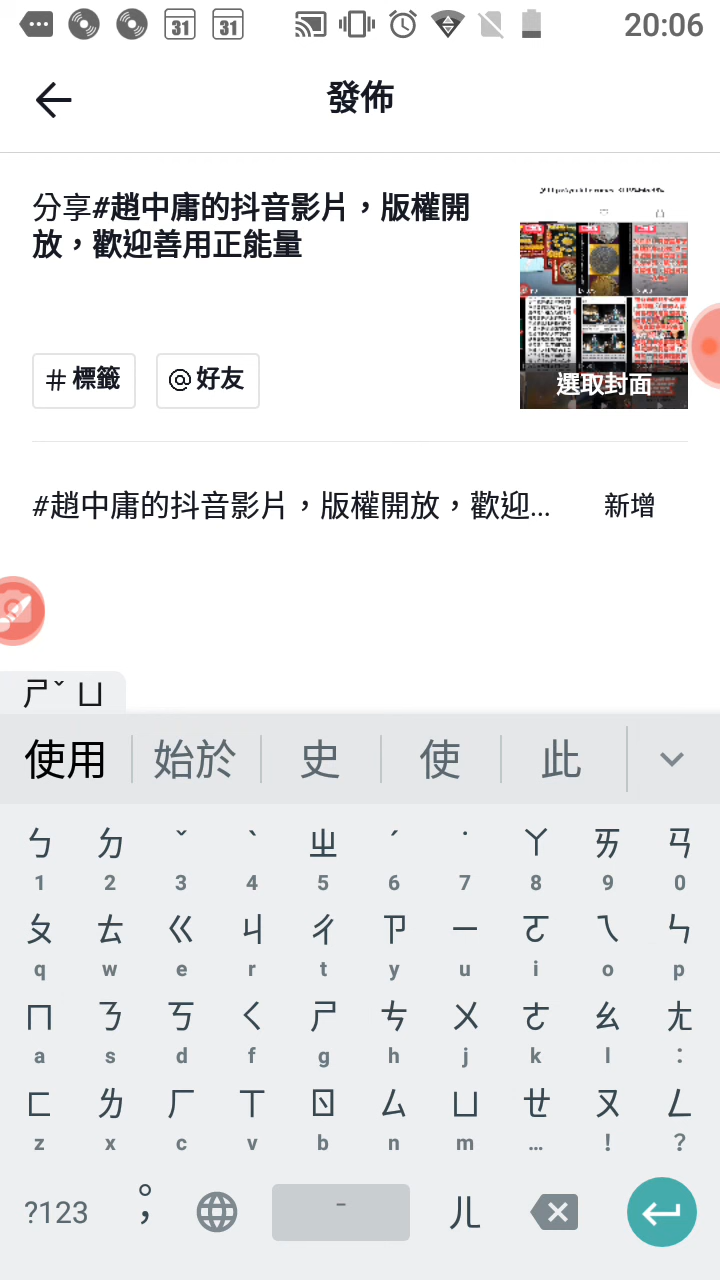 31
31
20:06
發佈
分享#趙中庸的抖音影片，版權開
放，歡迎善用正能量
#標籤
@好友
選取封面
#趙中庸的抖音影片，版權開放，歡迎... 新增
ㄕˇ ㄩ
使用 始於 史 使 此
ㄅ ㄉ ˇ ˋ ㄓ ˊ ˙ ㄚ ㄞ ㄢ
1 2 3 4 5 6 7 8 9 0
ㄆ ㄊ ㄍ ㄐ ㄔ ㄗ ㄧ ㄛ ㄟ ㄣ
q w e r t y u i o p
ㄇ ㄋ ㄎ ㄑ ㄕ ㄘ ㄨ ㄜ ㄠ ㄤ
a s d f g h j k l :
ㄈ ㄌ ㄏ ㄒ ㄖ ㄙ ㄩ ㄝ ㄡ ㄥ
z x c v b n m … ! ?
?123 °, ˉ ㄦ